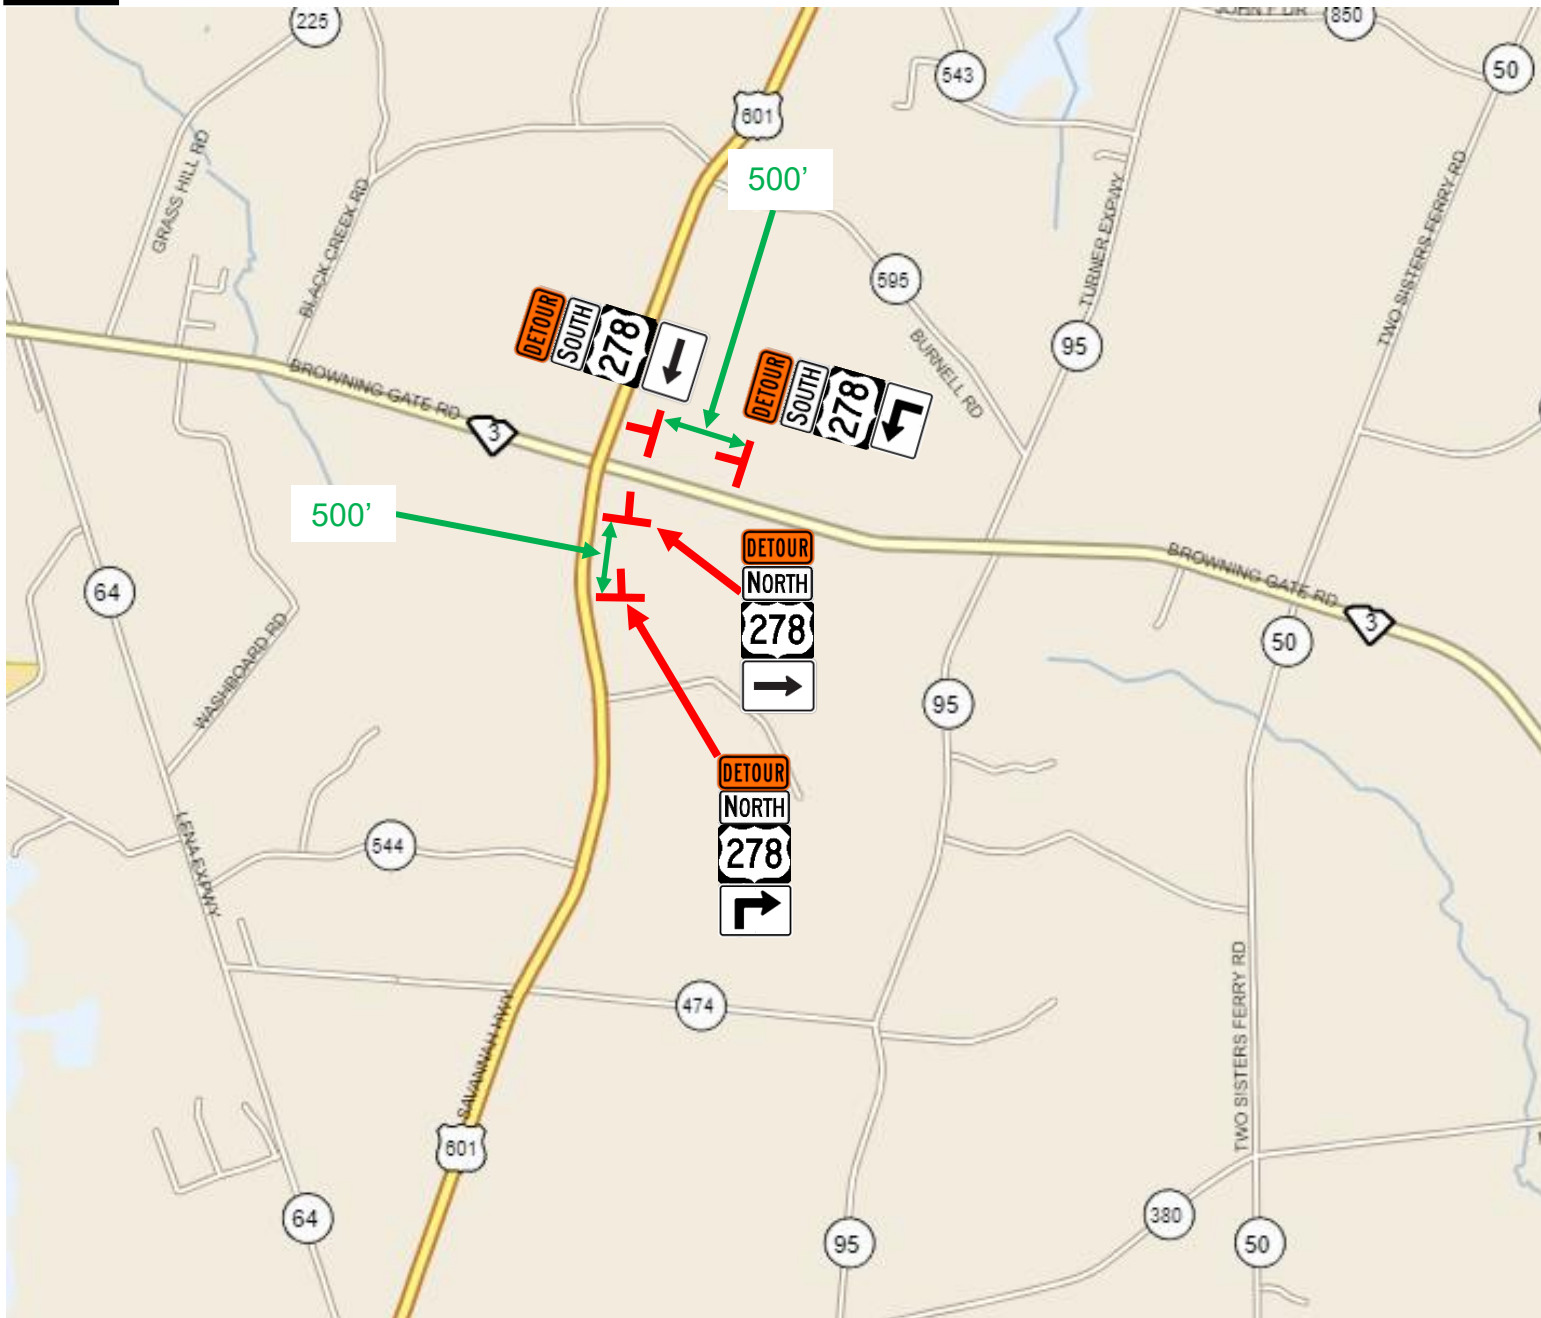 225
JOHN F DR
850
50
543
601
500’
GRASS HILL RD
BLACK CREEK RD
TURNER EXPWY
TWO SISTERS FERRY RD
595
BURNELL RD
95
DETOUR
SOUTH
278
DETOUR
SOUTH
278
BROWNING GATE RD
3
500’
DETOUR
NORTH
278
BROWNING GATE RD
3
64
50
WASHBOARD RD
95
DETOUR
NORTH
278
LENA EXPWY
544
474
SAVANNAH HWY
TWO SISTERS FERRY RD
601
64
95
380
50